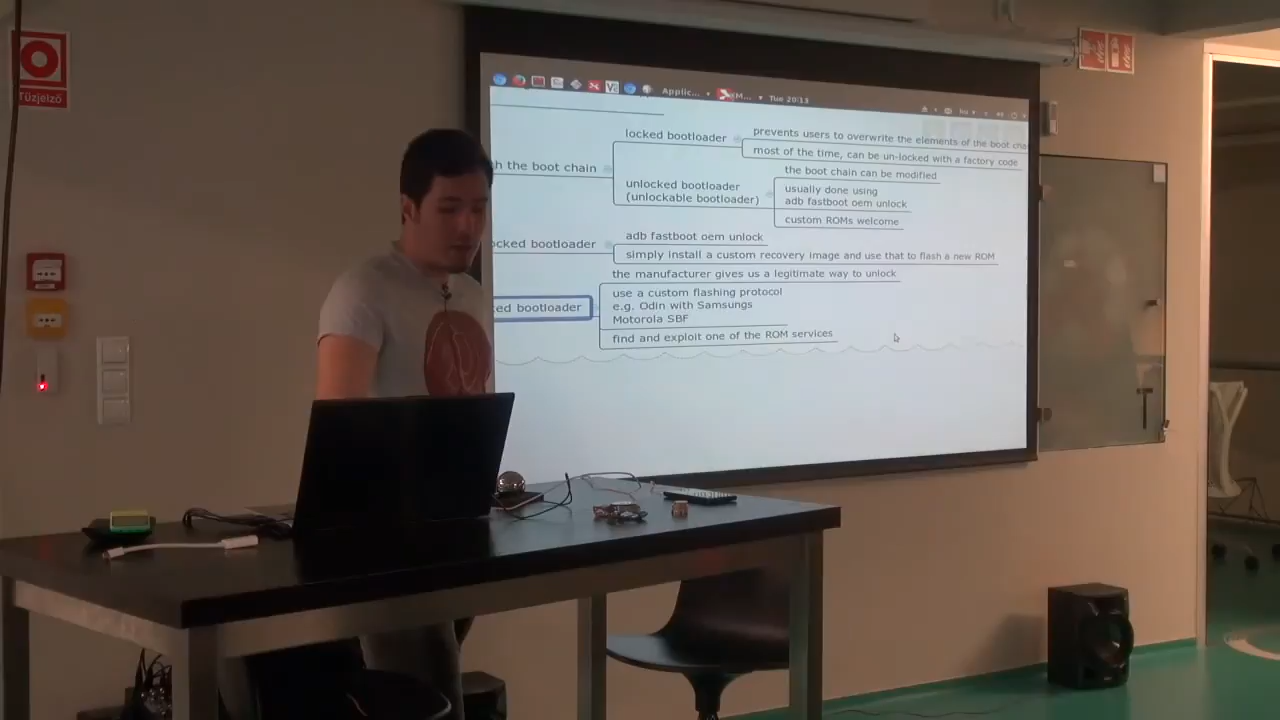 Tűzjelző
Applic...
M...
Tue 20:13
hu
locked bootloader
prevents users to overwrite the elements of the boot cha
most of the time, can be un-locked with a factory code
h the boot chain
unlocked bootloader
(unlockable bootloader)
the boot chain can be modified
usually done using
adb fastboot oem unlock
custom ROMs welcome
ocked bootloader
adb fastboot oem unlock
simply install a custom recovery image and use that to flash a new ROM
ked bootloader
the manufacturer gives us a legitimate way to unlock
use a custom flashing protocol
e.g. Odin with Samsungs
Motorola SBF
find and exploit one of the ROM services